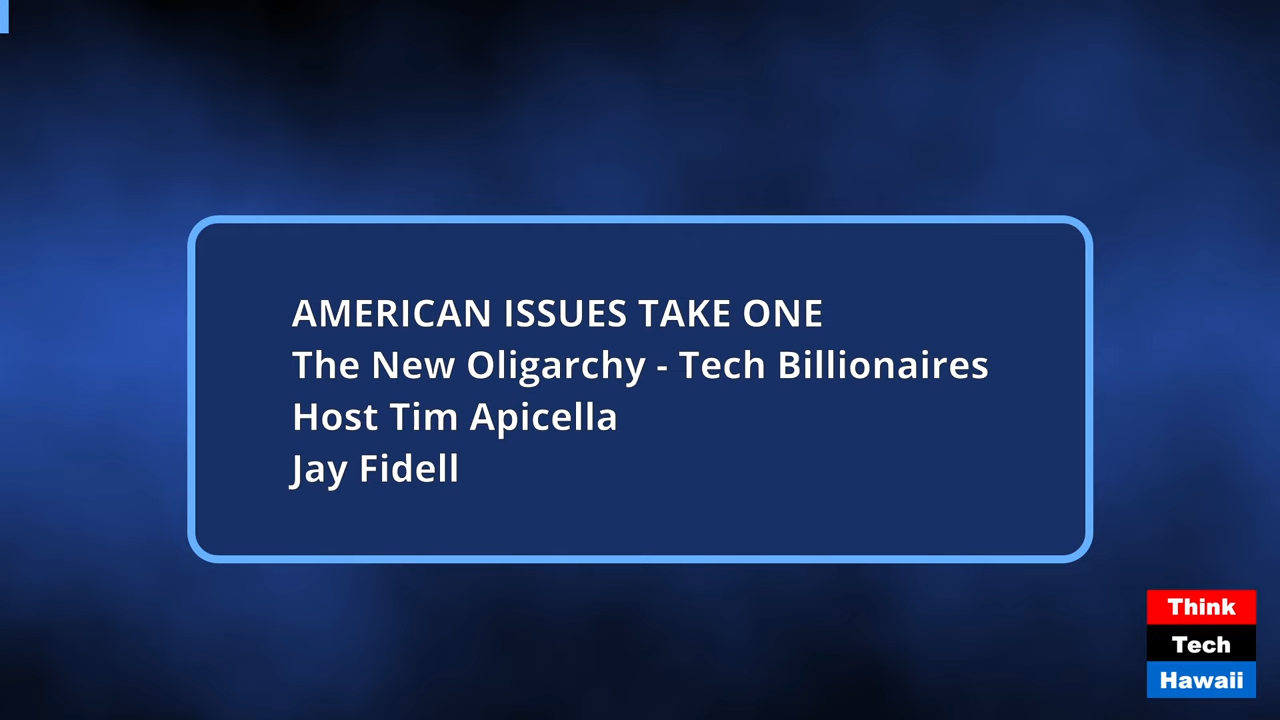 AMERICAN ISSUES TAKE ONE
The New Oligarchy - Tech Billionaires
Host Tim Apicella
Jay Fidell
Think
Tech
Hawaii